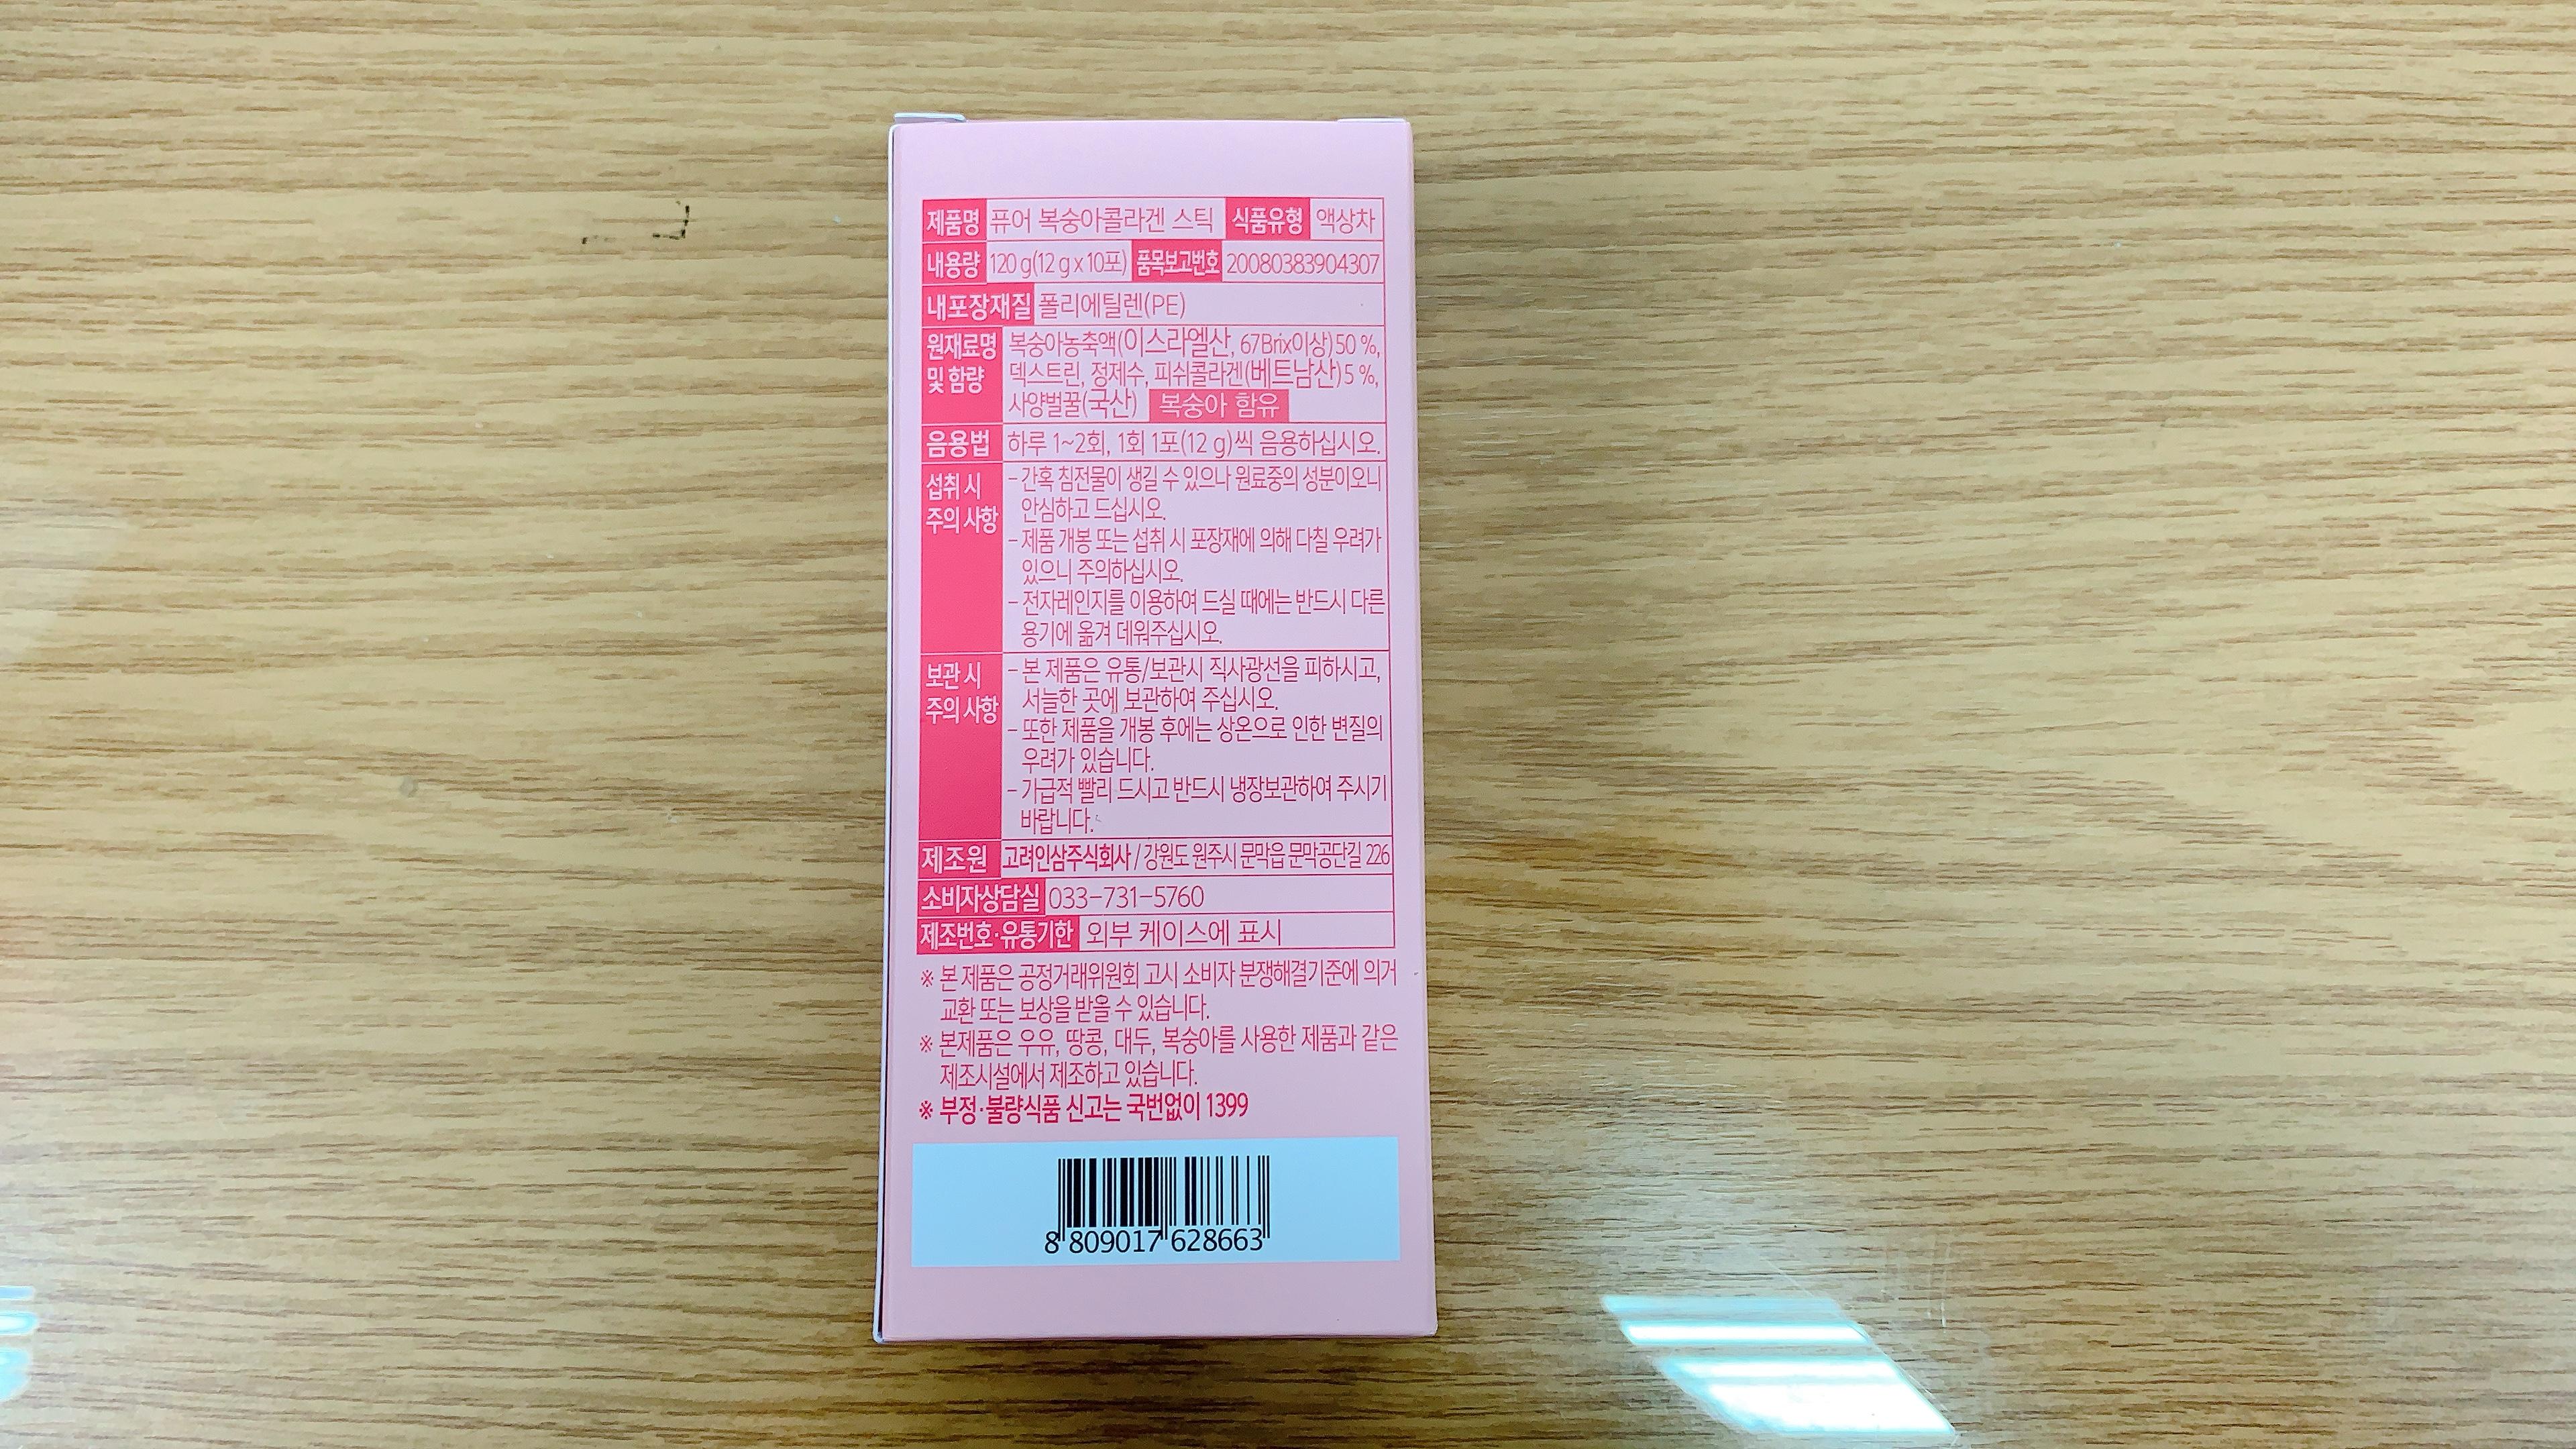 제품명 퓨어 복숭아콜라겐 스틱 식품유형 액상차
내용량 120 g(12 g x 10포) 품목보고번호 20080383904307
내포장재질 폴리에틸렌(PE)
원재료명 복숭아농축액(이스라엘산, 67Brix이상)50 %,
및 함량 덱스트린, 정제수, 피쉬콜라겐(베트남산)5 %,
사양벌꿀(국산) 복숭아 함유
음용법 하루 1~2회, 1회 1포(12 g)씩 음용하십시오.
섭취 시 - 간혹 침전물이 생길 수 있으나 원료중의 성분이오니
주의 사항 안심하고 드십시오.
- 제품 개봉 또는 섭취 시 포장재에 의해 다칠 우려가
있으니 주의하십시오.
- 전자레인지를 이용하여 드실 때에는 반드시 다른
용기에 옮겨 데워주십시오.
보관 시 - 본 제품은 유통/보관시 직사광선을 피하시고,
주의 사항 서늘한 곳에 보관하여 주십시오.
- 또한 제품을 개봉 후에는 상온으로 인한 변질의
우려가 있습니다.
- 가급적 빨리 드시고 반드시 냉장보관하여 주시기
바랍니다.
제조원 고려인삼주식회사 / 강원도 원주시 문막읍 문막공단길 226
소비자상담실 033-731-5760
제조번호·유통기한 외부 케이스에 표시
※ 본 제품은 공정거래위원회 고시 소비자 분쟁해결기준에 의거
교환 또는 보상을 받을 수 있습니다.
※ 본제품은 우유, 땅콩, 대두, 복숭아를 사용한 제품과 같은
제조시설에서 제조하고 있습니다.
※ 부정·불량식품 신고는 국번없이 1399
8 809017 628663